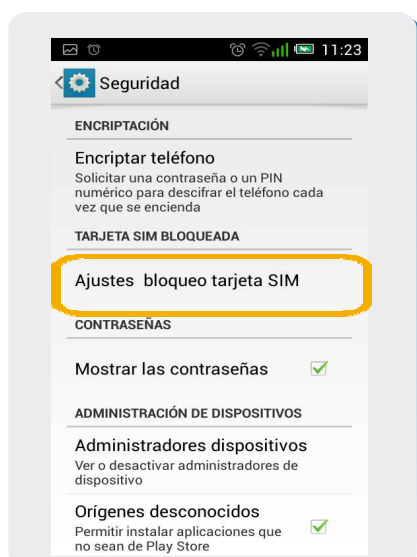 11:23
Seguridad
ENCRIPTACIÓN
Encriptar teléfono
Solicitar una contraseña o un PIN
numérico para descifrar el teléfono cada
vez que se encienda
TARJETA SIM BLOQUEADA
Ajustes  bloqueo tarjeta SIM
CONTRASEÑAS
Mostrar las contraseñas
ADMINISTRACIÓN DE DISPOSITIVOS
Administradores dispositivos
Ver o desactivar administradores de
dispositivo
Orígenes desconocidos
Permitir instalar aplicaciones que
no sean de Play Store